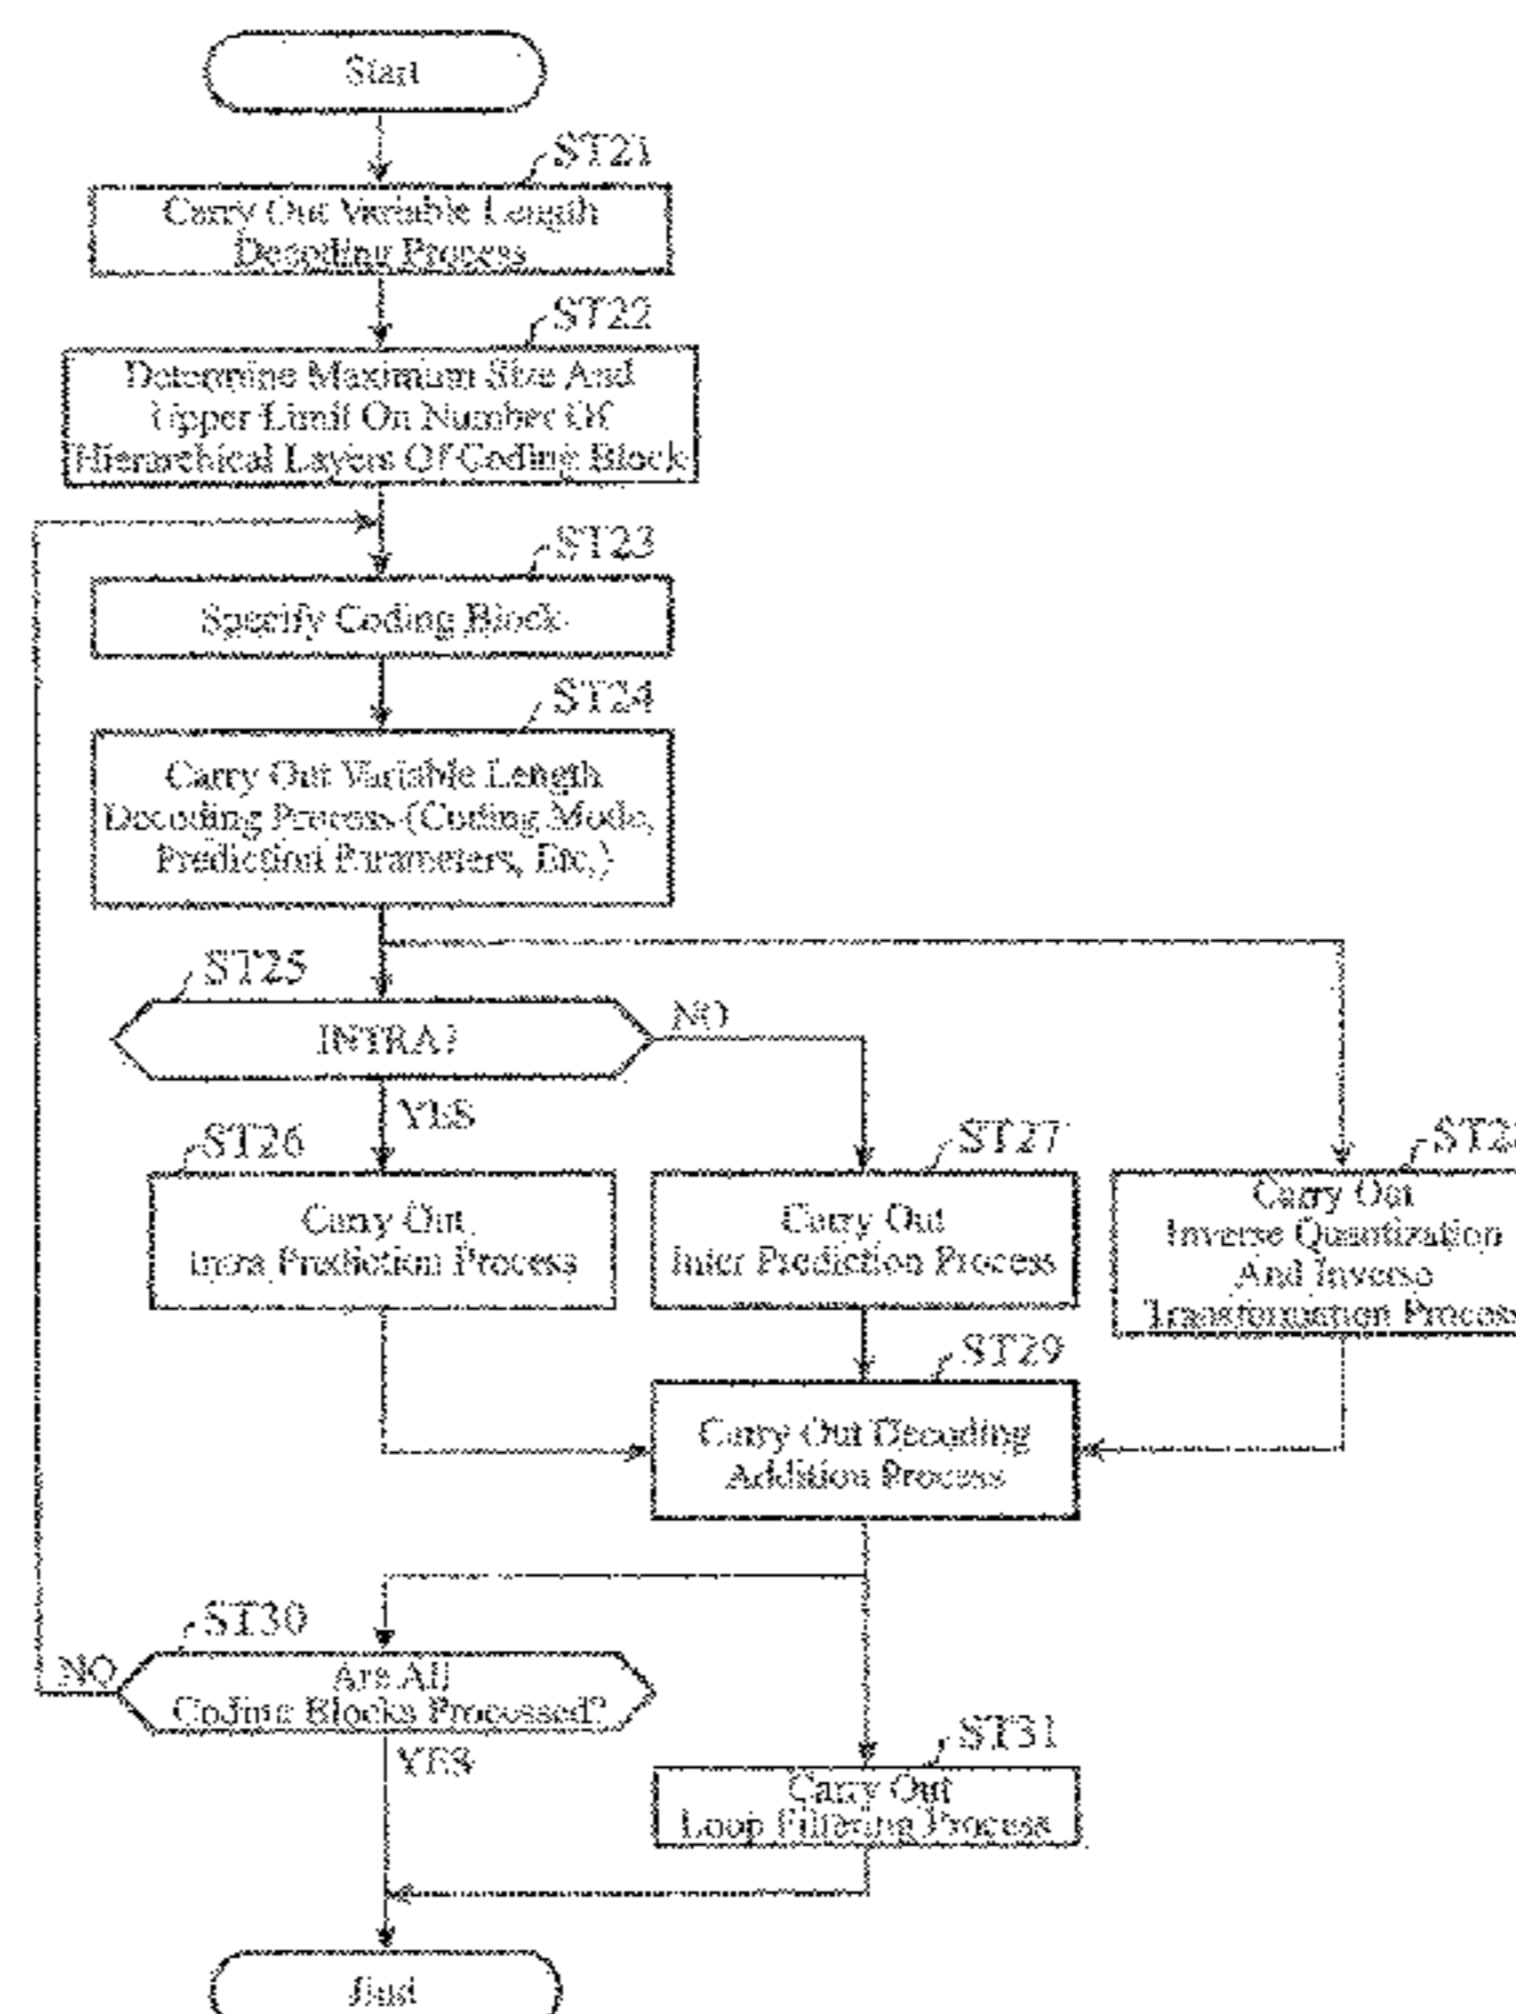 Start
ST21
Carry Out Variable Length
Decoding Process
ST22
Determine Maximum Size And
Upper Limit On Number Of
Hierarchical Layers Of Coding Block
ST23
Specify Coding Block
ST24
Carry Out Variable Length
Decoding Process (Coding Mode,
Prediction Parameters, Etc.)
ST25
INTRA?
NO
YES
ST26
Carry Out
Intra Prediction Process
ST27
Carry Out
Inter Prediction Process
ST28
Carry Out
Inverse Quantization
And Inverse
Transformation Process
ST29
Carry Out Decoding
Addition Process
ST30
Are All
Coding Blocks Processed?
NO
YES
ST31
Carry Out
Loop Filtering Process
End